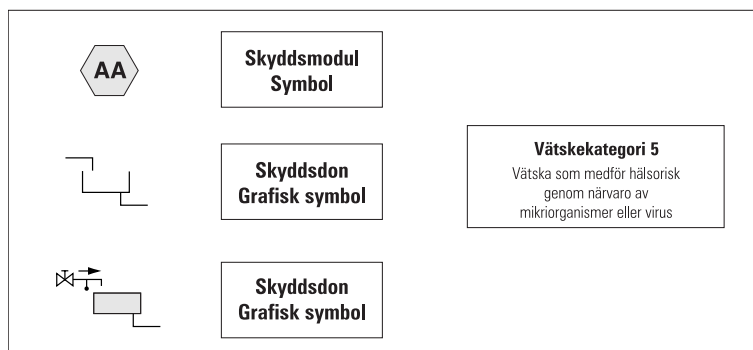 AA
Skyddsmodul
Symbol
Skyddsdon
Grafisk symbol
Vätskekategori 5
Vätska som medför hälsorisk
genom närvaro av
mikriorganismer eller virus
Skyddsdon
Grafisk symbol